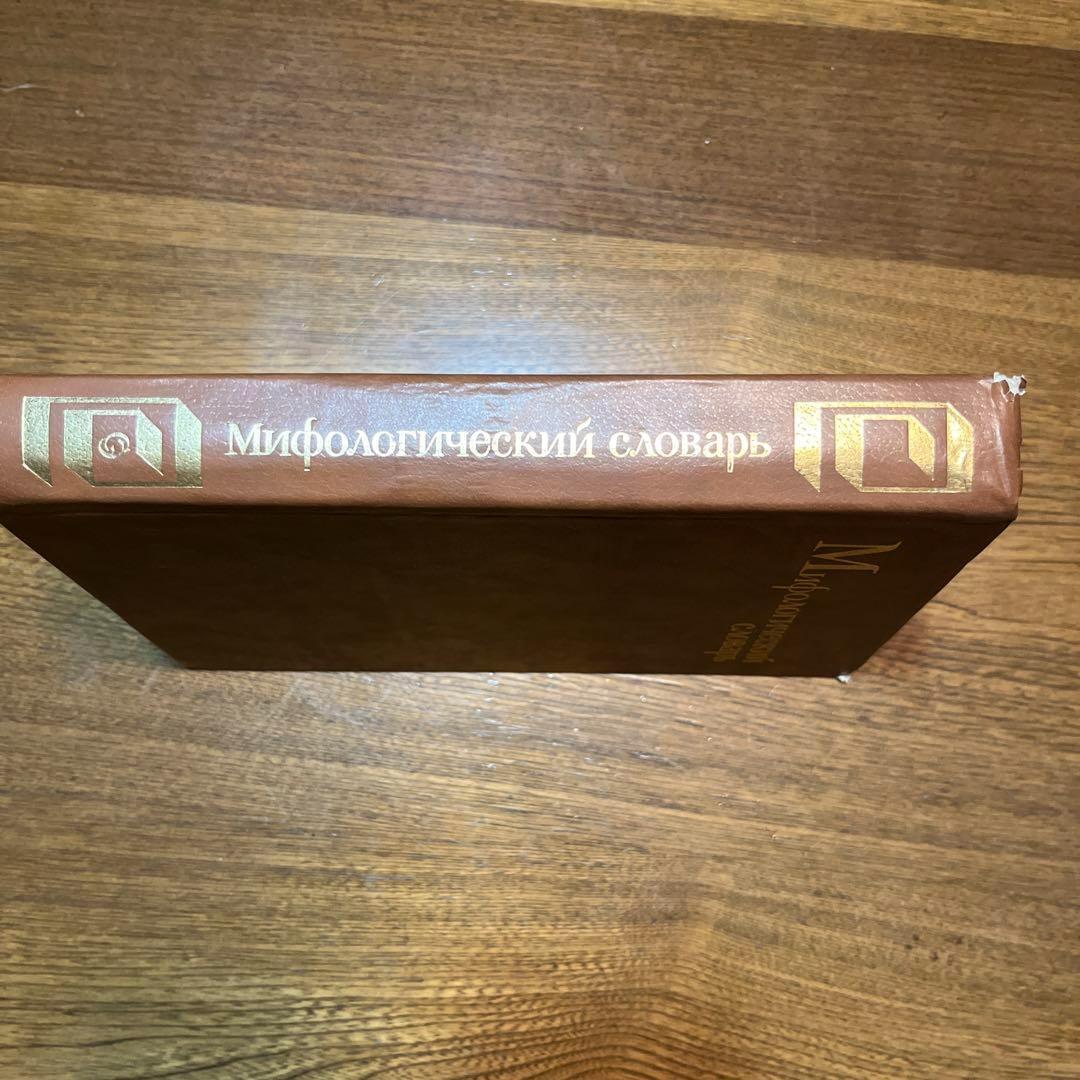 Мифологический словарь
Мифологический
словарь